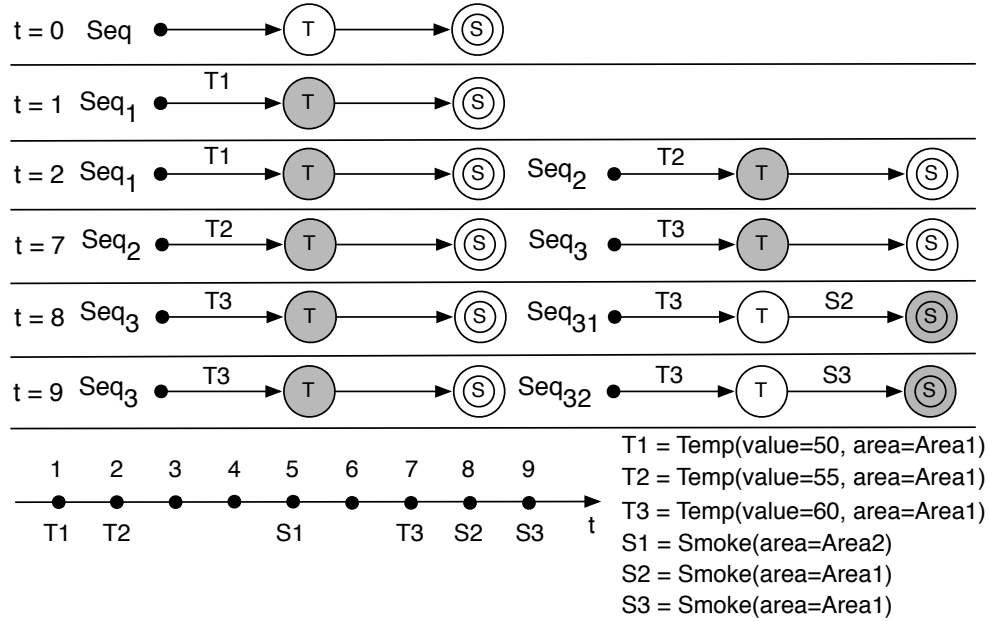 t = 0 Seq T S
T1
t = 1 Seq1 T S
T1 T2
t = 2 Seq1 T S Seq2 T S
T2 T3
t = 7 Seq2 T S Seq3 T S
T3 T3 S2
t = 8 Seq3 T S Seq31 T S
T3 T3 S3
t = 9 Seq3 T S Seq32 T S
1 2 3 4 5 6 7 8 9
T1 T2 S1 T3 S2 S3 t
T1 = Temp(value=50, area=Area1)
T2 = Temp(value=55, area=Area1)
T3 = Temp(value=60, area=Area1)
S1 = Smoke(area=Area2)
S2 = Smoke(area=Area1)
S3 = Smoke(area=Area1)